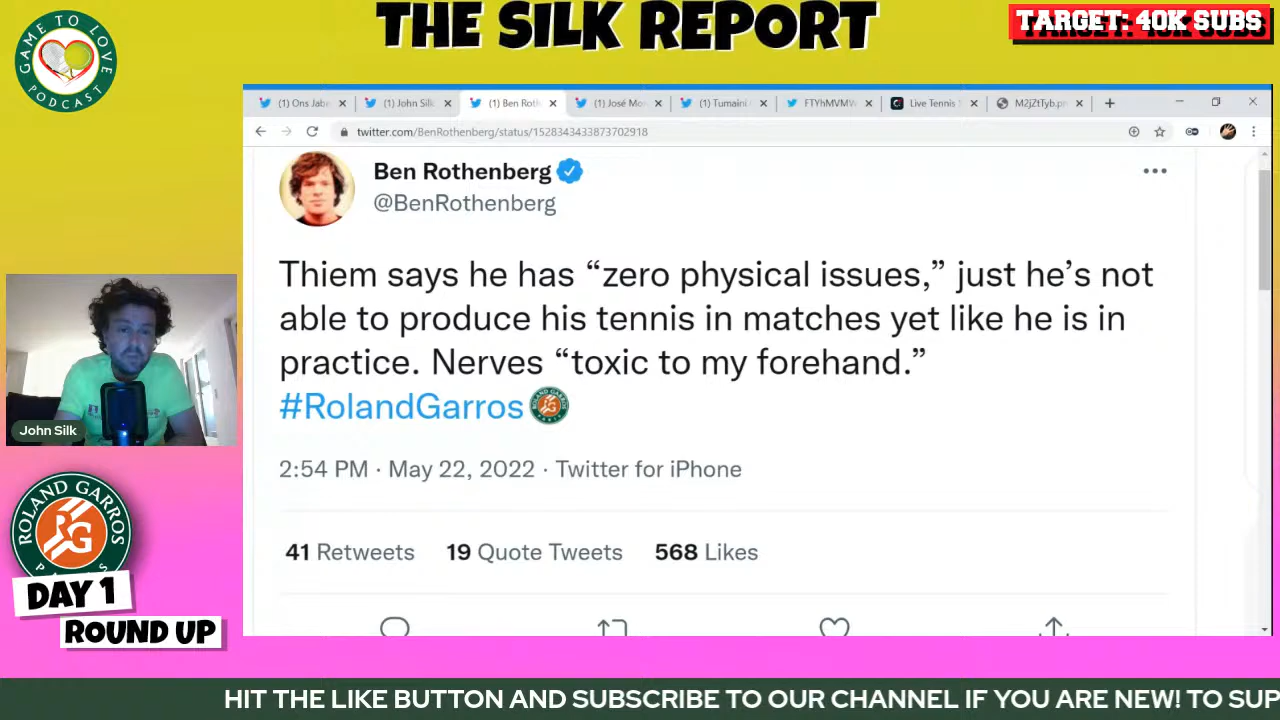 THE SILK REPORT
TARGET: 40K SUBS
GAME TO LOVE
PODCAST
(1) Ons Jabe
(1) John Silk
(1) Ben Roth
(1) José Mor
(1) Tumaini
FTYhMVMW
Live Tennis S
M2jZtTyb.pn
twitter.com/BenRothenberg/status/1528343433873702918
Ben Rothenberg
@BenRothenberg
Thiem says he has “zero physical issues,” just he’s not
able to produce his tennis in matches yet like he is in
practice. Nerves “toxic to my forehand.”
#RolandGarros
2:54 PM · May 22, 2022 · Twitter for iPhone
41 Retweets 19 Quote Tweets 568 Likes
John Silk
ROLAND GARROS
RG
DAY 1
ROUND UP
HIT THE LIKE BUTTON AND SUBSCRIBE TO OUR CHANNEL IF YOU ARE NEW! TO SUP